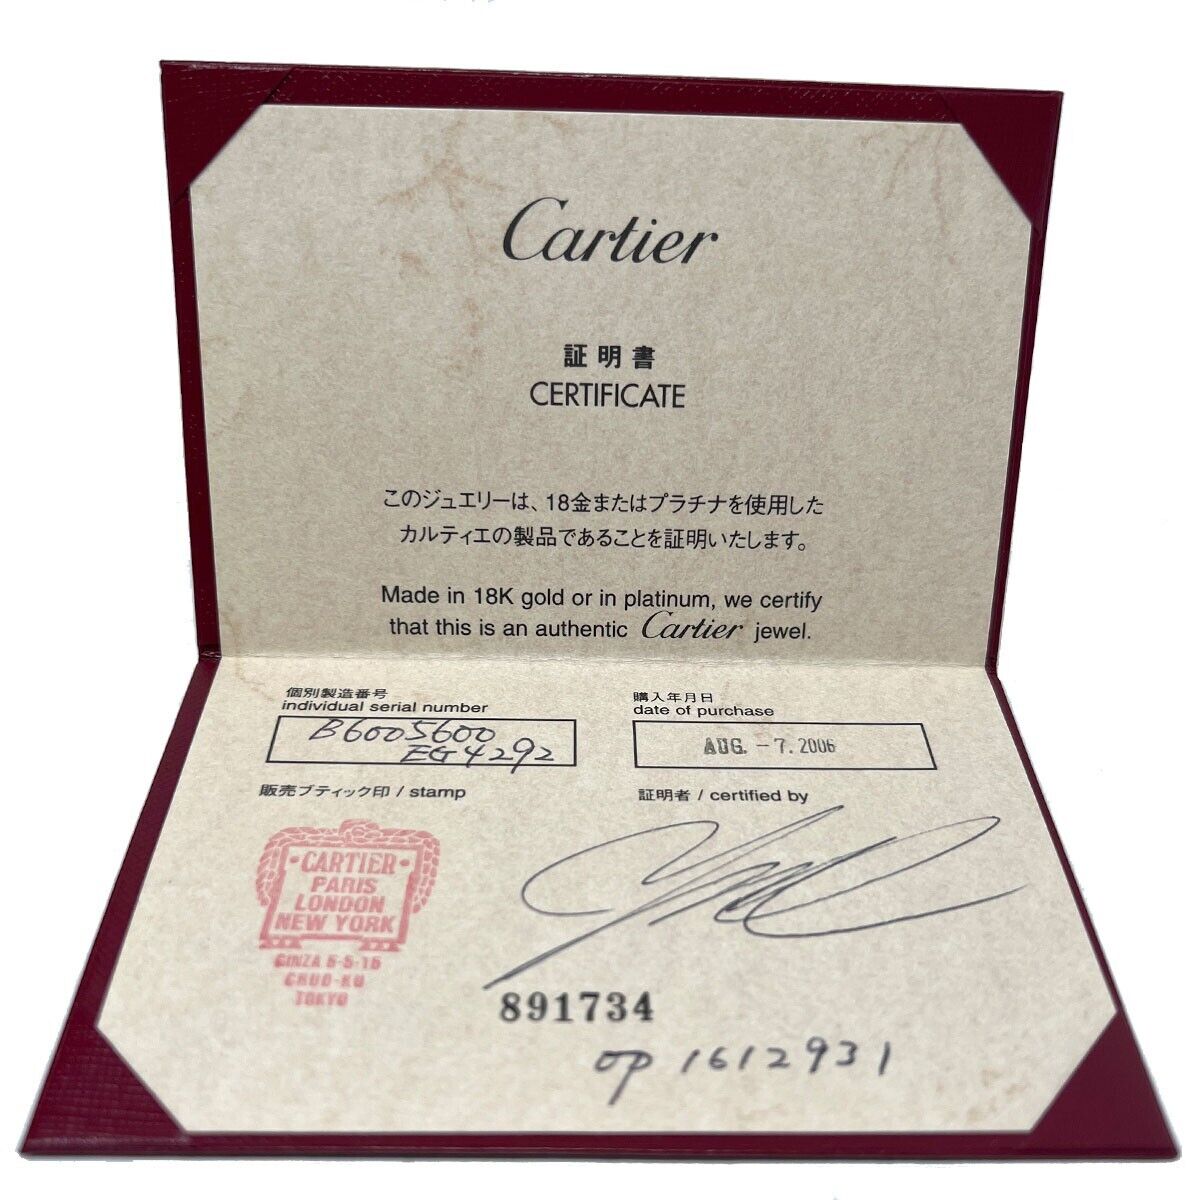 Cartier
証明書
CERTIFICATE
このジュエリーは、18金またはプラチナを使用した
カルティエの製品であることを証明いたします。
Made in 18K gold or in platinum, we certify
that this is an authentic Cartier jewel.
個別製造番号
individual serial number
B6005600
EG4292
購入年月日
date of purchase
AUG. -7. 2006
販売ブティック印 / stamp
CARTIER
PARIS
LONDON
NEW YORK
GINZA 5-5-15
CHUO-KU
TOKYO
証明者 / certified by
891734
op 1612931